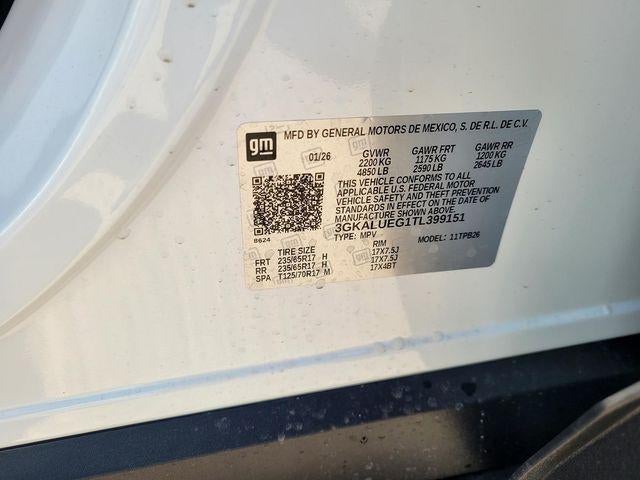 gm
MFD BY GENERAL MOTORS DE MEXICO, S. DE R.L. DE C.V.
01/26 GVWR GAWR FRT GAWR RR
2200 KG 1175 KG 1200 KG
4850 LB 2590 LB 2645 LB
THIS VEHICLE CONFORMS TO ALL
APPLICABLE U.S. FEDERAL MOTOR
VEHICLE SAFETY AND THEFT PREVENTION
STANDARDS IN EFFECT ON THE DATE OF
MANUFACTURE SHOWN ABOVE.
3GKALUEG1TL399151
8624 TYPE: MPV MODEL: 11TPB26
TIRE SIZE RIM
FRT 235/65R17 H 17X7.5J
RR 235/65R17 H 17X7.5J
SPA T125/70R17 M 17X4BT